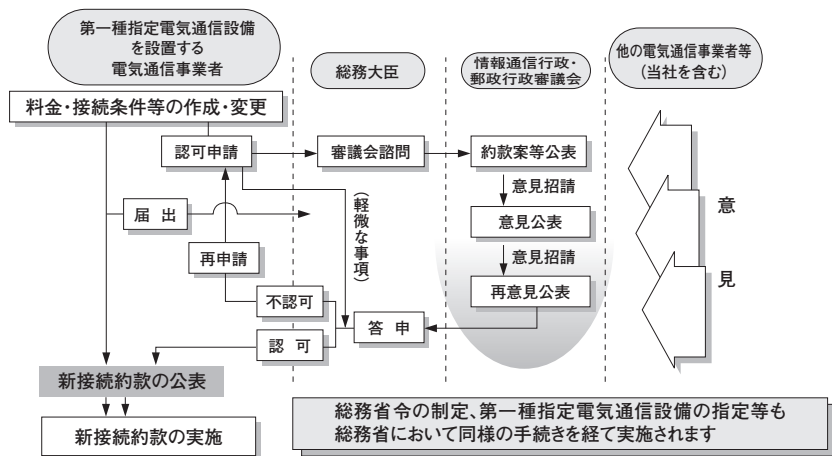 第一種指定電気通信設備
を設置する
電気通信事業者
総務大臣
情報通信行政・
郵政行政審議会
他の電気通信事業者等
(当社を含む)
料金・接続条件等の作成・変更
認可申請
審議会諮問
約款案等公表
意見招請
届 出
(軽微な事項)
意見公表
意見招請
再申請
再意見公表
不認可
答 申
認 可
意
見
新接続約款の公表
新接続約款の実施
総務省令の制定、第一種指定電気通信設備の指定等も
総務省において同様の手続きを経て実施されます